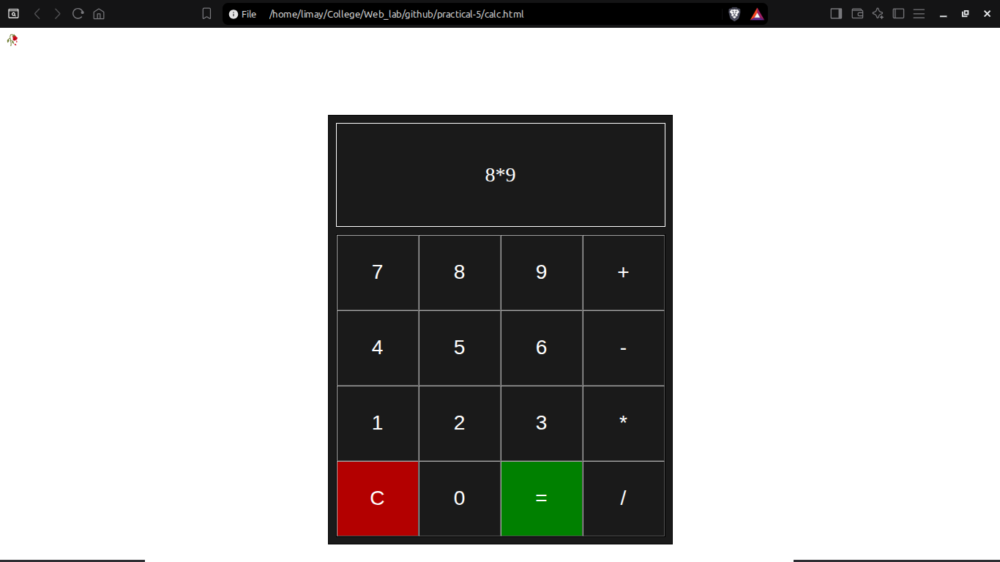 File /home/limay/College/Web_lab/github/practical-5/calc.html
8*9
7 8 9 +
4 5 6 -
1 2 3 *
C 0 = /